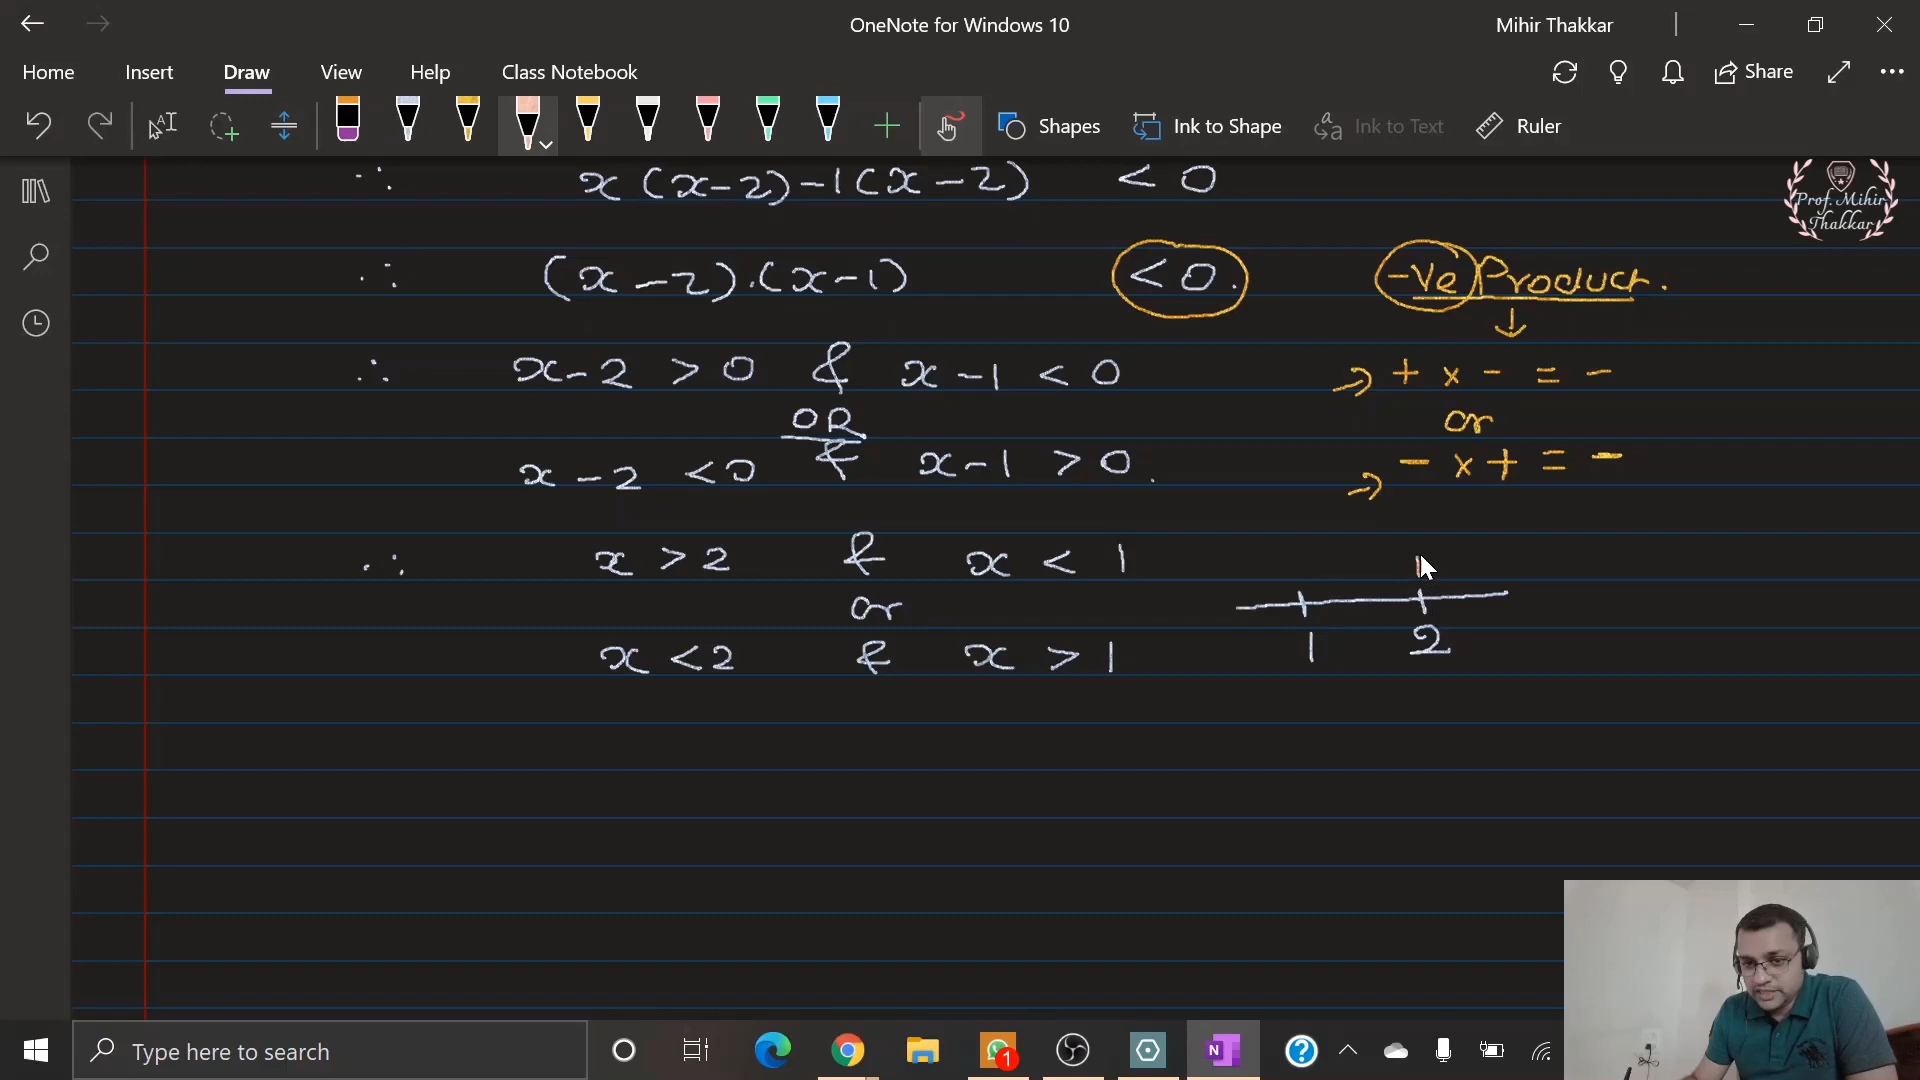 OneNote for Windows 10
Mihir Thakkar
Home Insert Draw View Help Class Notebook
Share
Shapes Ink to Shape Ink to Text Ruler
Prof. Mihir
Thakkar
∴ x(x-2)-1(x-2) < 0
∴ (x-2).(x-1) < 0. -ve Product.
↓
∴ x-2 > 0 & x-1 < 0 → + x - = -
OR or
x-2 < 0 & x-1 > 0. → - x + = -
∴ x > 2 & x < 1
or
x < 2 & x > 1
1 2
Type here to search
1